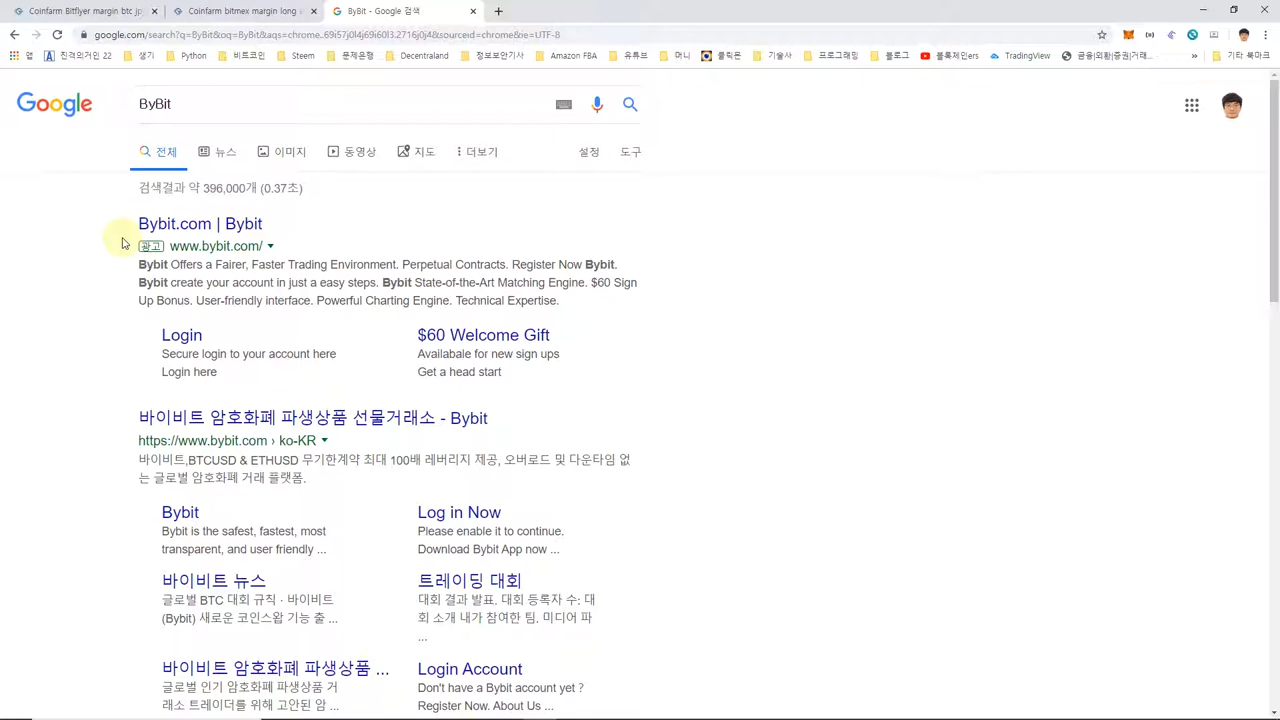 Coinfarm Bitflyer margin btc jp
Coinfarm bitmex margin long
ByBit - Google 검색
google.com/search?q=ByBit&oq=ByBit&aqs=chrome..69i57j0l4j69i60l3.2716j0j4&sourceid=chrome&ie=UTF-8
진격의거인 22
생기
Python
비트코인
Steem
문제은행
Decentraland
정보보안기사
Amazon FBA
유튜브
머니
클릭몬
기술사
프로그래밍
블로그
블록체인어스
TradingView
금융|외환|증권|거래...
기타 북마크
Google
ByBit
전체
뉴스
이미지
동영상
지도
더보기
설정
도구
검색결과 약 396,000개 (0.37초)
Bybit.com | Bybit
광고 www.bybit.com/
Bybit Offers a Fairer, Faster Trading Environment. Perpetual Contracts. Register Now Bybit.
Bybit create your account in just a easy steps. Bybit State-of-the-Art Matching Engine. $60 Sign
Up Bonus. User-friendly interface. Powerful Charting Engine. Technical Expertise.
Login
Secure login to your account here
Login here
$60 Welcome Gift
Availabale for new sign ups
Get a head start
바이비트 암호화폐 파생상품 선물거래소 - Bybit
https://www.bybit.com › ko-KR
바이비트,BTCUSD & ETHUSD 무기한계약 최대 100배 레버리지 제공, 오버로드 및 다운타임 없
는 글로벌 암호화폐 거래 플랫폼.
Bybit
Bybit is the safest, fastest, most
transparent, and user friendly ...
Log in Now
Please enable it to continue.
Download Bybit App now ...
바이비트 뉴스
글로벌 BTC 대회 규칙 · 바이비트
(Bybit) 새로운 코인스왑 기능 출 ...
트레이딩 대회
대회 결과 발표. 대회 등록자 수: 대
회 소개 내가 참여한 팀. 미디어 파
...
바이비트 암호화폐 파생상품 ...
글로벌 인기 암호화폐 파생상품 거
래소 트레이더를 위해 고안된 암 ...
Login Account
Don't have a Bybit account yet ?
Register Now. About Us ...